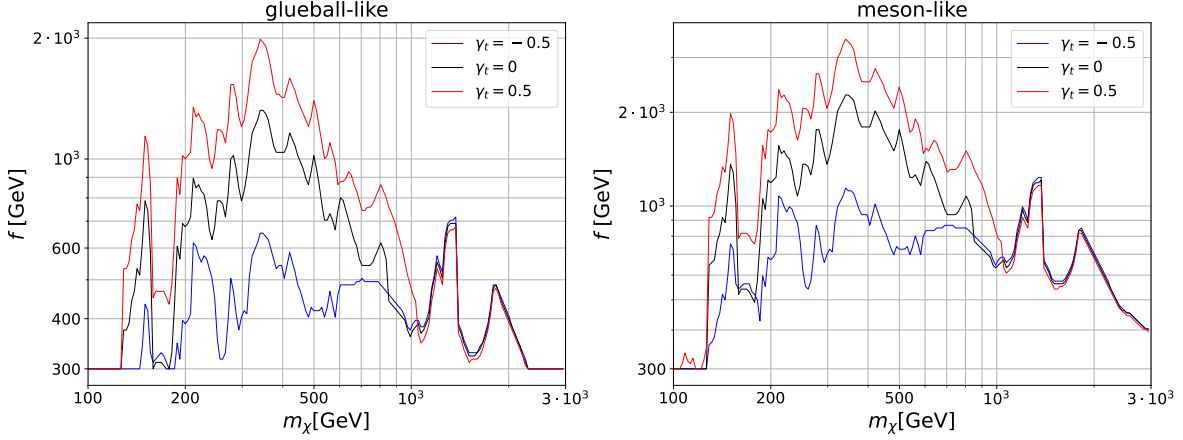 glueball-like
2·10³
10³
600
400
300
f [GeV]
100
200
500
10³
3·10³
mχ[GeV]
γt = −0.5
γt = 0
γt = 0.5
meson-like
2·10³
10³
600
400
300
f [GeV]
100
200
500
10³
3·10³
mχ[GeV]
γt = −0.5
γt = 0
γt = 0.5